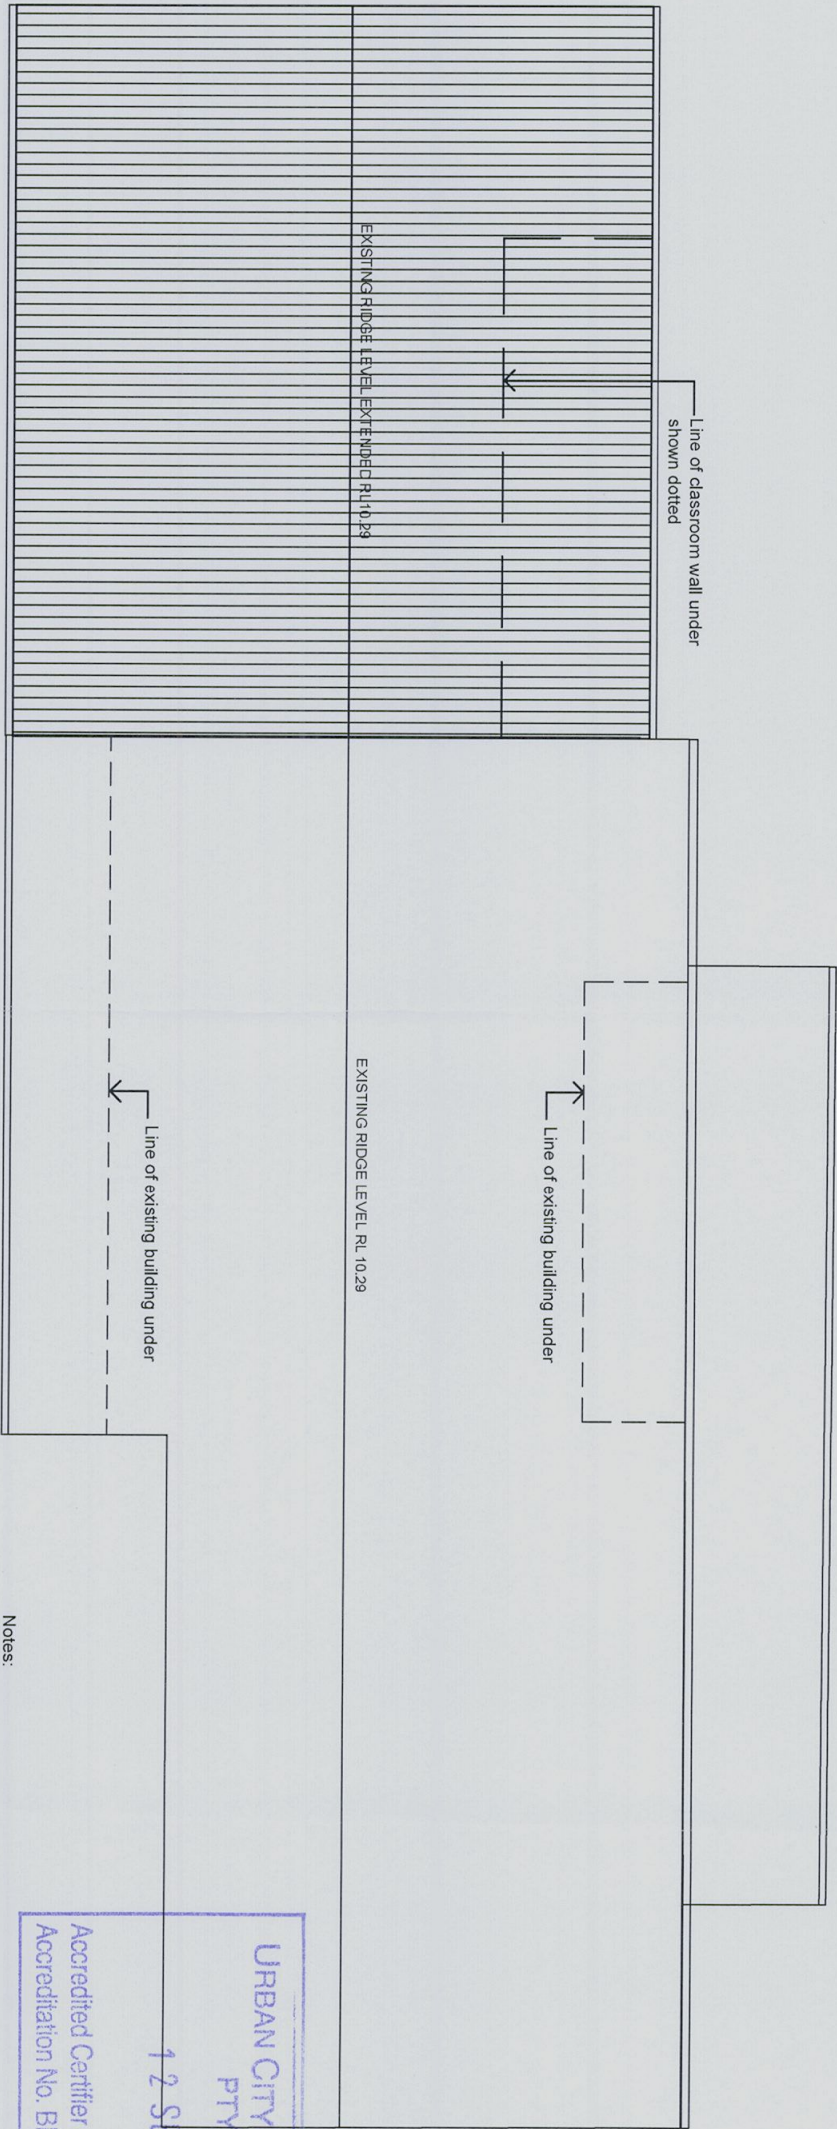 Line of classroom wall under
shown dotted
EXISTING RIDGE LEVEL EXTENDED RL10.29
EXISTING RIDGE LEVEL RL 10.29
Line of existing building under
Line of existing building under
Notes:
URBAN CITY
PTY
12
Accredited Certifier
Accreditation No.